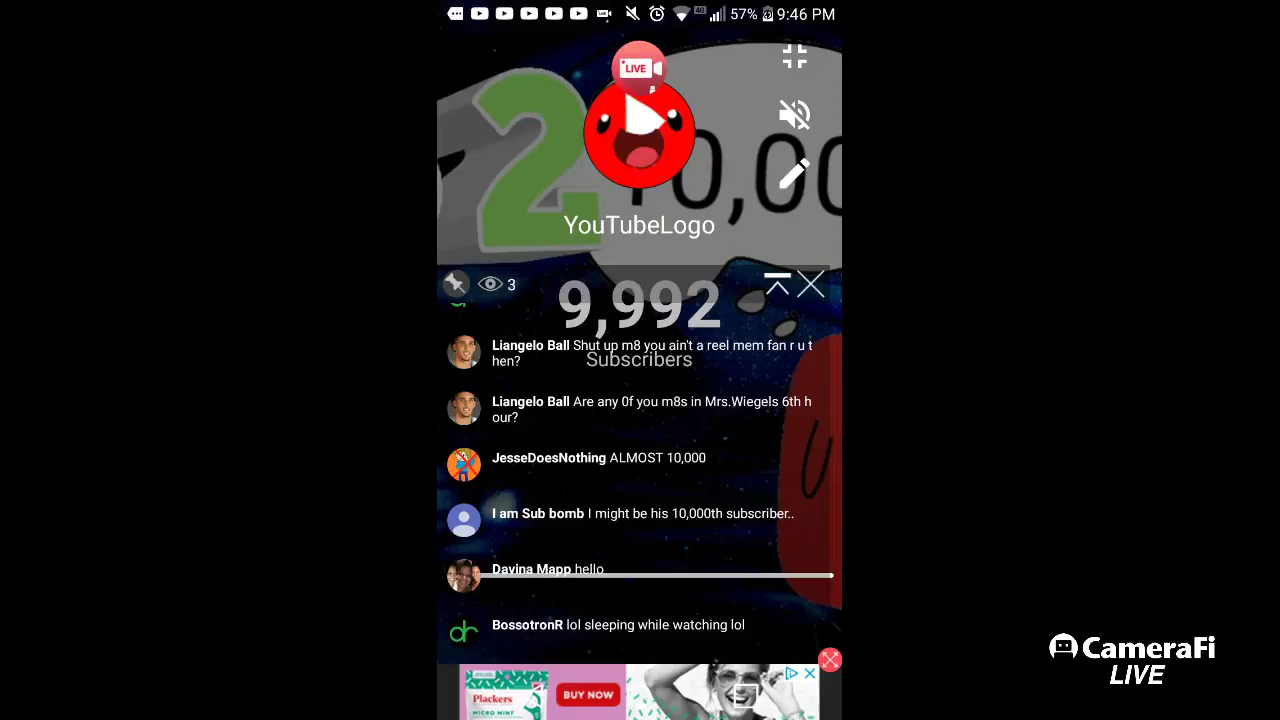 57% 9:46 PM
LIVE
2
10,00
YouTubeLogo
3
9,992
Subscribers
Liangelo Ball Shut up m8 you ain't a reel mem fan r u t
hen?
Liangelo Ball Are any 0f you m8s in Mrs.Wiegels 6th h
our?
JesseDoesNothing ALMOST 10,000
I am Sub bomb I might be his 10,000th subscriber..
Davina Mapp hello
BossotronR lol sleeping while watching lol
Plackers
MICRO MINT
BUY NOW
CameraFi
LIVE